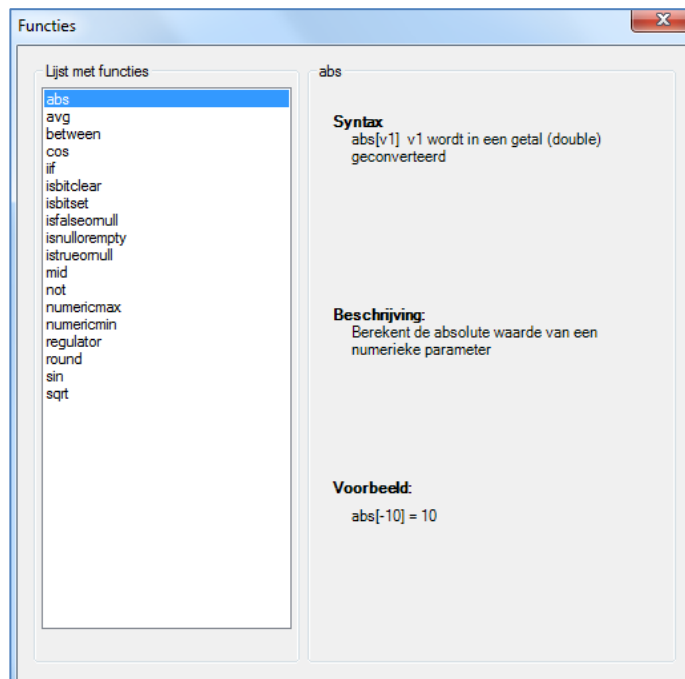 Functies
Lijst met functies
abs
avg
between
cos
iif
isbitclear
isbitset
isfalseornull
isnullorempty
istrueornull
mid
not
numericmax
numericmin
regulator
round
sin
sqrt
abs
Syntax
abs[v1] v1 wordt in een getal (double)
geconverteerd
Beschrijving:
Berekent de absolute waarde van een
numerieke parameter
Voorbeeld:
abs[-10] = 10